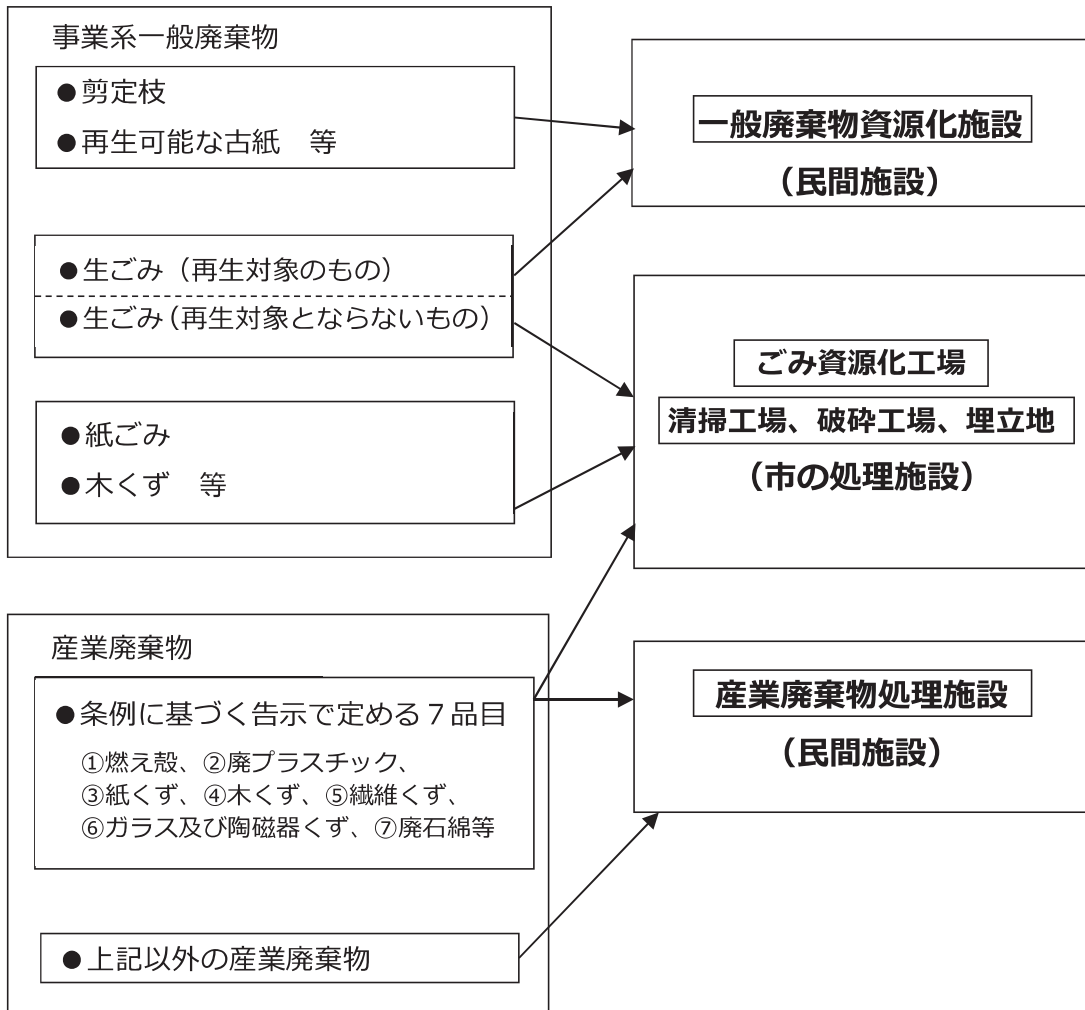 事業系一般廃棄物
●剪定枝
●再生可能な古紙　等
●生ごみ（再生対象のもの）
●生ごみ（再生対象とならないもの）
●紙ごみ
●木くず　等
一般廃棄物資源化施設
（民間施設）
ごみ資源化工場
清掃工場、破砕工場、埋立地
（市の処理施設）
産業廃棄物
●条例に基づく告示で定める７品目
①燃え殻、②廃プラスチック、
③紙くず、④木くず、⑤繊維くず、
⑥ガラス及び陶磁器くず、⑦廃石綿等
●上記以外の産業廃棄物
産業廃棄物処理施設
（民間施設）